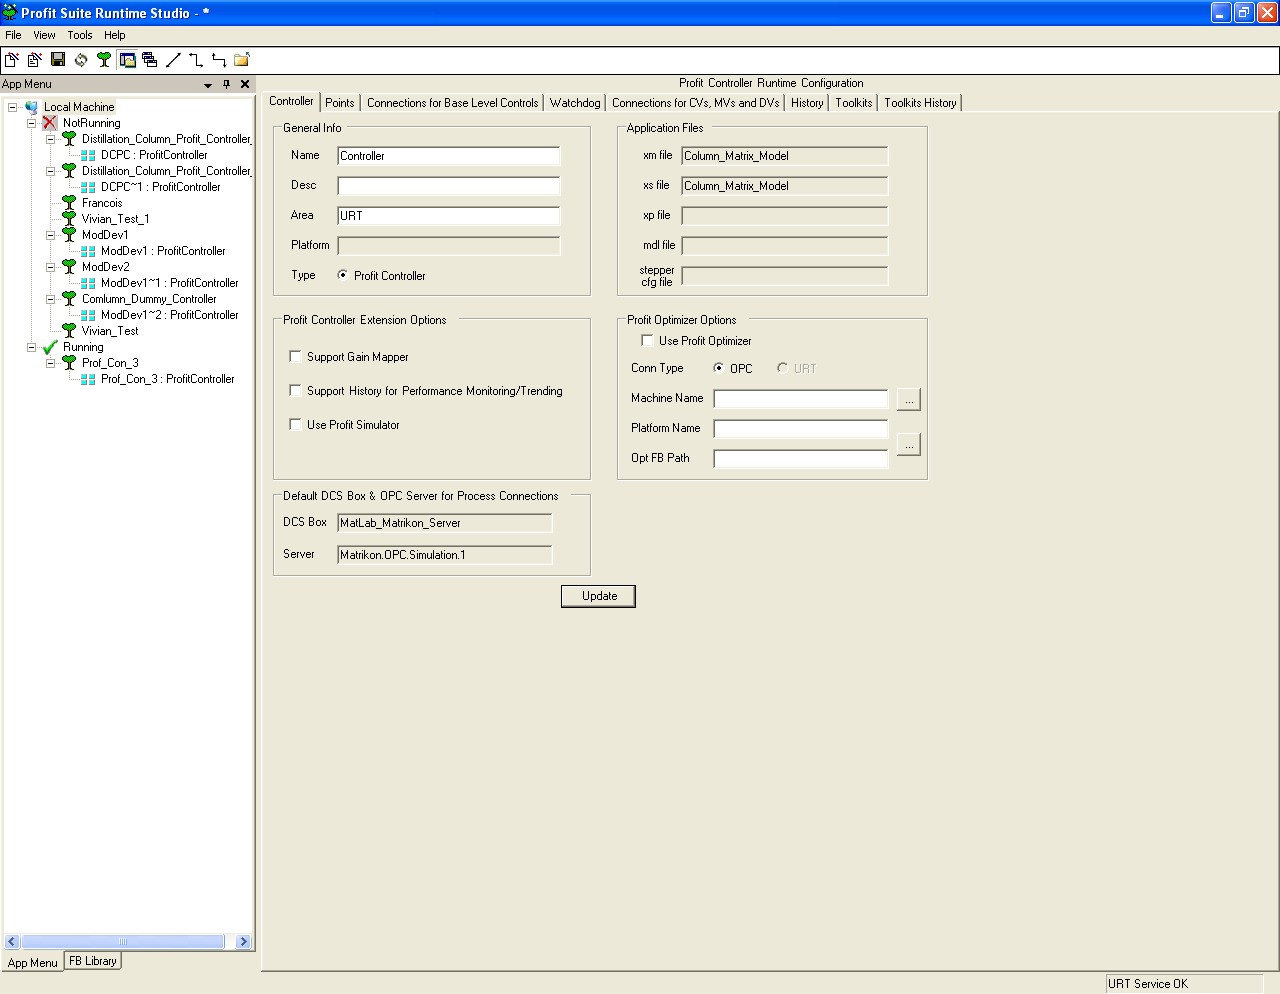 Profit Suite Runtime Studio - *
File View Tools Help
App Menu
Local Machine
NotRunning
Distillation_Column_Profit_Controller_
DCPC : ProfitController
Distillation_Column_Profit_Controller_
DCPC~1 : ProfitController
Francois
Vivian_Test_1
ModDev1
ModDev1 : ProfitController
ModDev2
ModDev1~1 : ProfitController
Comlumn_Dummy_Controller
ModDev1~2 : ProfitController
Vivian_Test
Running
Prof_Con_3
Prof_Con_3 : ProfitController
App Menu FB Library
Profit Controller Runtime Configuration
Controller Points Connections for Base Level Controls Watchdog Connections for CVs, MVs and DVs History Toolkits Toolkits History
General Info
Name Controller
Desc
Area URT
Platform
Type Profit Controller
Application Files
xm file Column_Matrix_Model
xs file Column_Matrix_Model
xp file
mdl file
stepper
cfg file
Profit Controller Extension Options
Support Gain Mapper
Support History for Performance Monitoring/Trending
Use Profit Simulator
Profit Optimizer Options
Use Profit Optimizer
Conn Type OPC URT
Machine Name ...
Platform Name
...
Opt FB Path
Default DCS Box & OPC Server for Process Connections
DCS Box MatLab_Matrikon_Server
Server Matrikon.OPC.Simulation.1
Update
URT Service OK